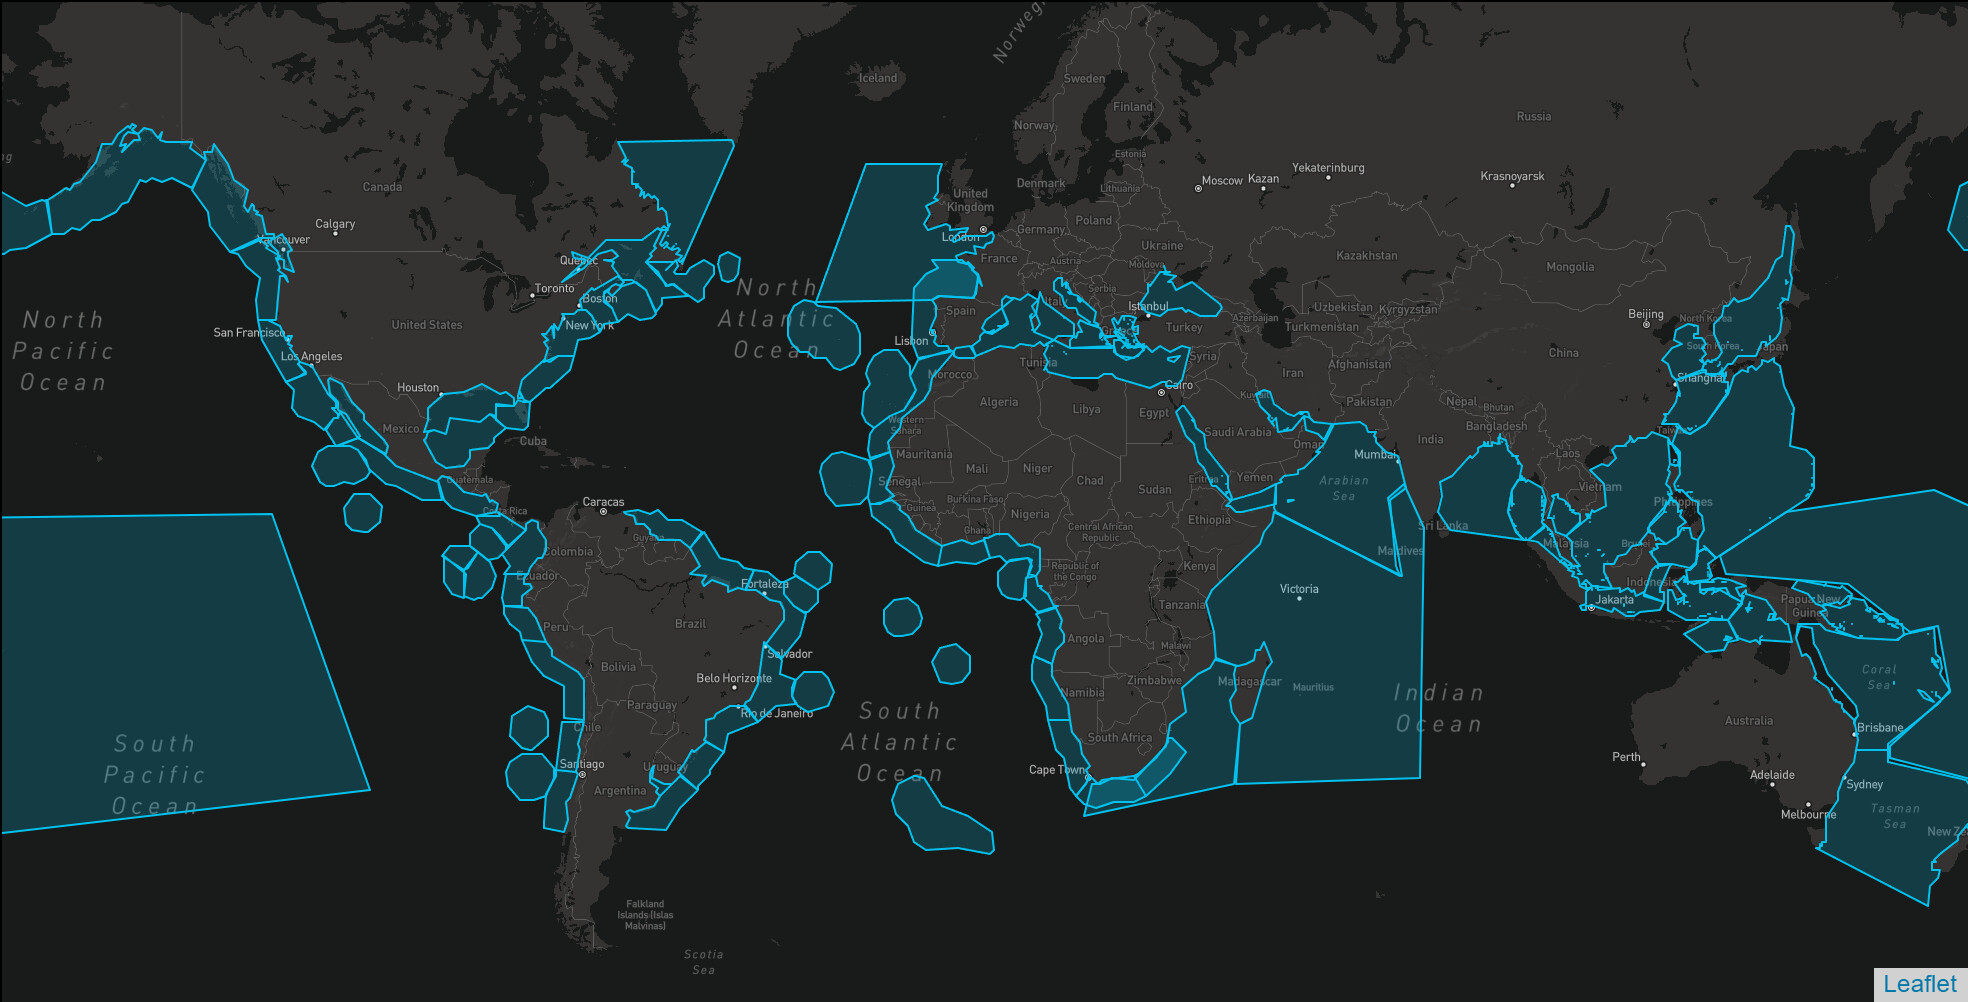 Norwegi
Iceland
Sweden
Finland
Norway
Russia
Estonia
ng
Canada
Calgary
Vancouver
Quebec
Toronto
Boston
New York
United States
San Francisco
Los Angeles
Houston
Mexico
Cuba
Guatemala
Costa Rica
North
Pacific
Ocean
South
Pacific
Ocean
North
Atlantic
Ocean
South
Atlantic
Ocean
Caracas
Guyana
Colombia
Ecuador
Fortaleza
Peru
Brazil
Salvador
Bolivia
Belo Horizonte
Paraguay
Rio de Janeiro
Chile
Uruguay
Santiago
Argentina
Falkland
Islands (Islas
Malvinas)
Scotia
Sea
United
Kingdom
London
Denmark
Lithuania
Moscow
Kazan
Yekaterinburg
Krasnoyarsk
Poland
Germany
Ukraine
France
Austria
Moldova
Serbia
Italy
Spain
Lisbon
Istanbul
Greece
Turkey
Azerbaijan
Kazakhstan
Mongolia
Uzbekistan
Kyrgyzstan
Turkmenistan
Beijing
North Korea
South Korea
Japan
China
Shanghai
Taiwan
Morocco
Tunisia
Syria
Iran
Afghanistan
Cairo
Kuwait
Pakistan
Nepal
Bhutan
Bangladesh
Algeria
Libya
Egypt
Western
Sahara
Saudi Arabia
Oman
India
Mumbai
Laos
Mauritania
Mali
Niger
Chad
Sudan
Eritrea
Yemen
Arabian
Sea
Vietnam
Philippines
Senegal
Guinea
Burkina Faso
Ghana
Nigeria
Central African
Republic
Ethiopia
Sri Lanka
Maldives
Malaysia
Brunei
Indonesia
Republic of
the Congo
Kenya
Victoria
Jakarta
Papua New
Guinea
Tanzania
Angola
Malawi
Zimbabwe
Namibia
Madagascar
Mauritius
Indian
Ocean
Coral
Sea
South Africa
Cape Town
Australia
Brisbane
Perth
Adelaide
Sydney
Melbourne
Tasman
Sea
New Ze
Leaflet